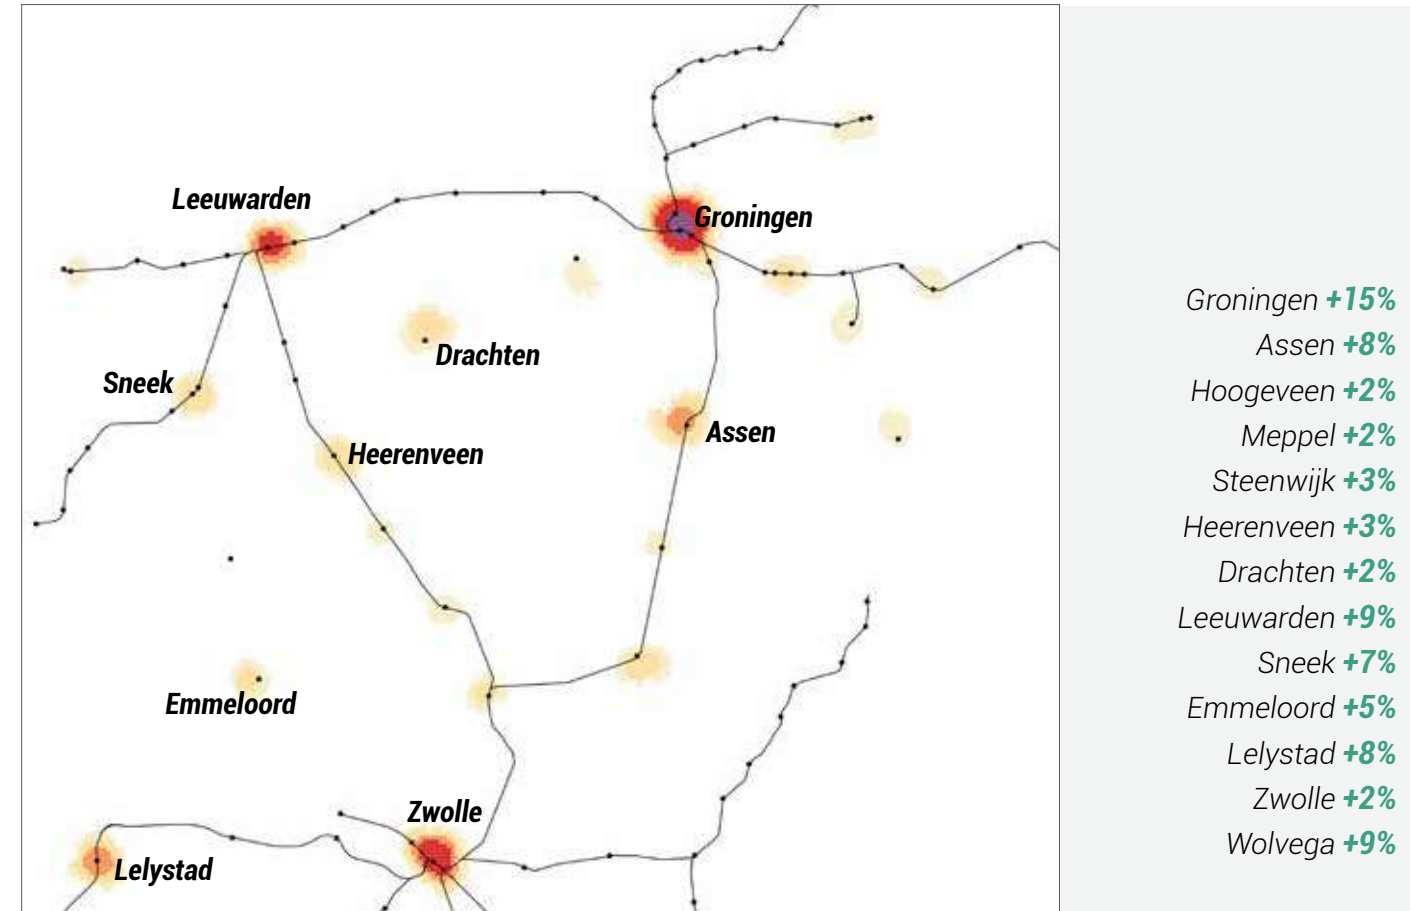 Leeuwarden
Groningen
Drachten
Sneek
Assen
Heerenveen
Emmeloord
Zwolle
Lelystad
Groningen +15%
Assen +8%
Hoogeveen +2%
Meppel +2%
Steenwijk +3%
Heerenveen +3%
Drachten +2%
Leeuwarden +9%
Sneek +7%
Emmeloord +5%
Lelystad +8%
Zwolle +2%
Wolvega +9%